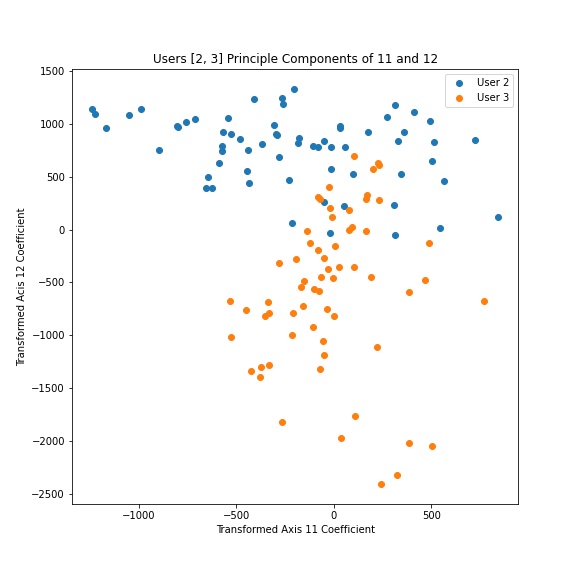 Users [2, 3] Principle Components of 11 and 12
User 2
User 3
1500
1000
500
0
−500
−1000
−1500
−2000
−2500
Transformed Acis 12 Coefficient
−1000
−500
0
500
Transformed Axis 11 Coefficient